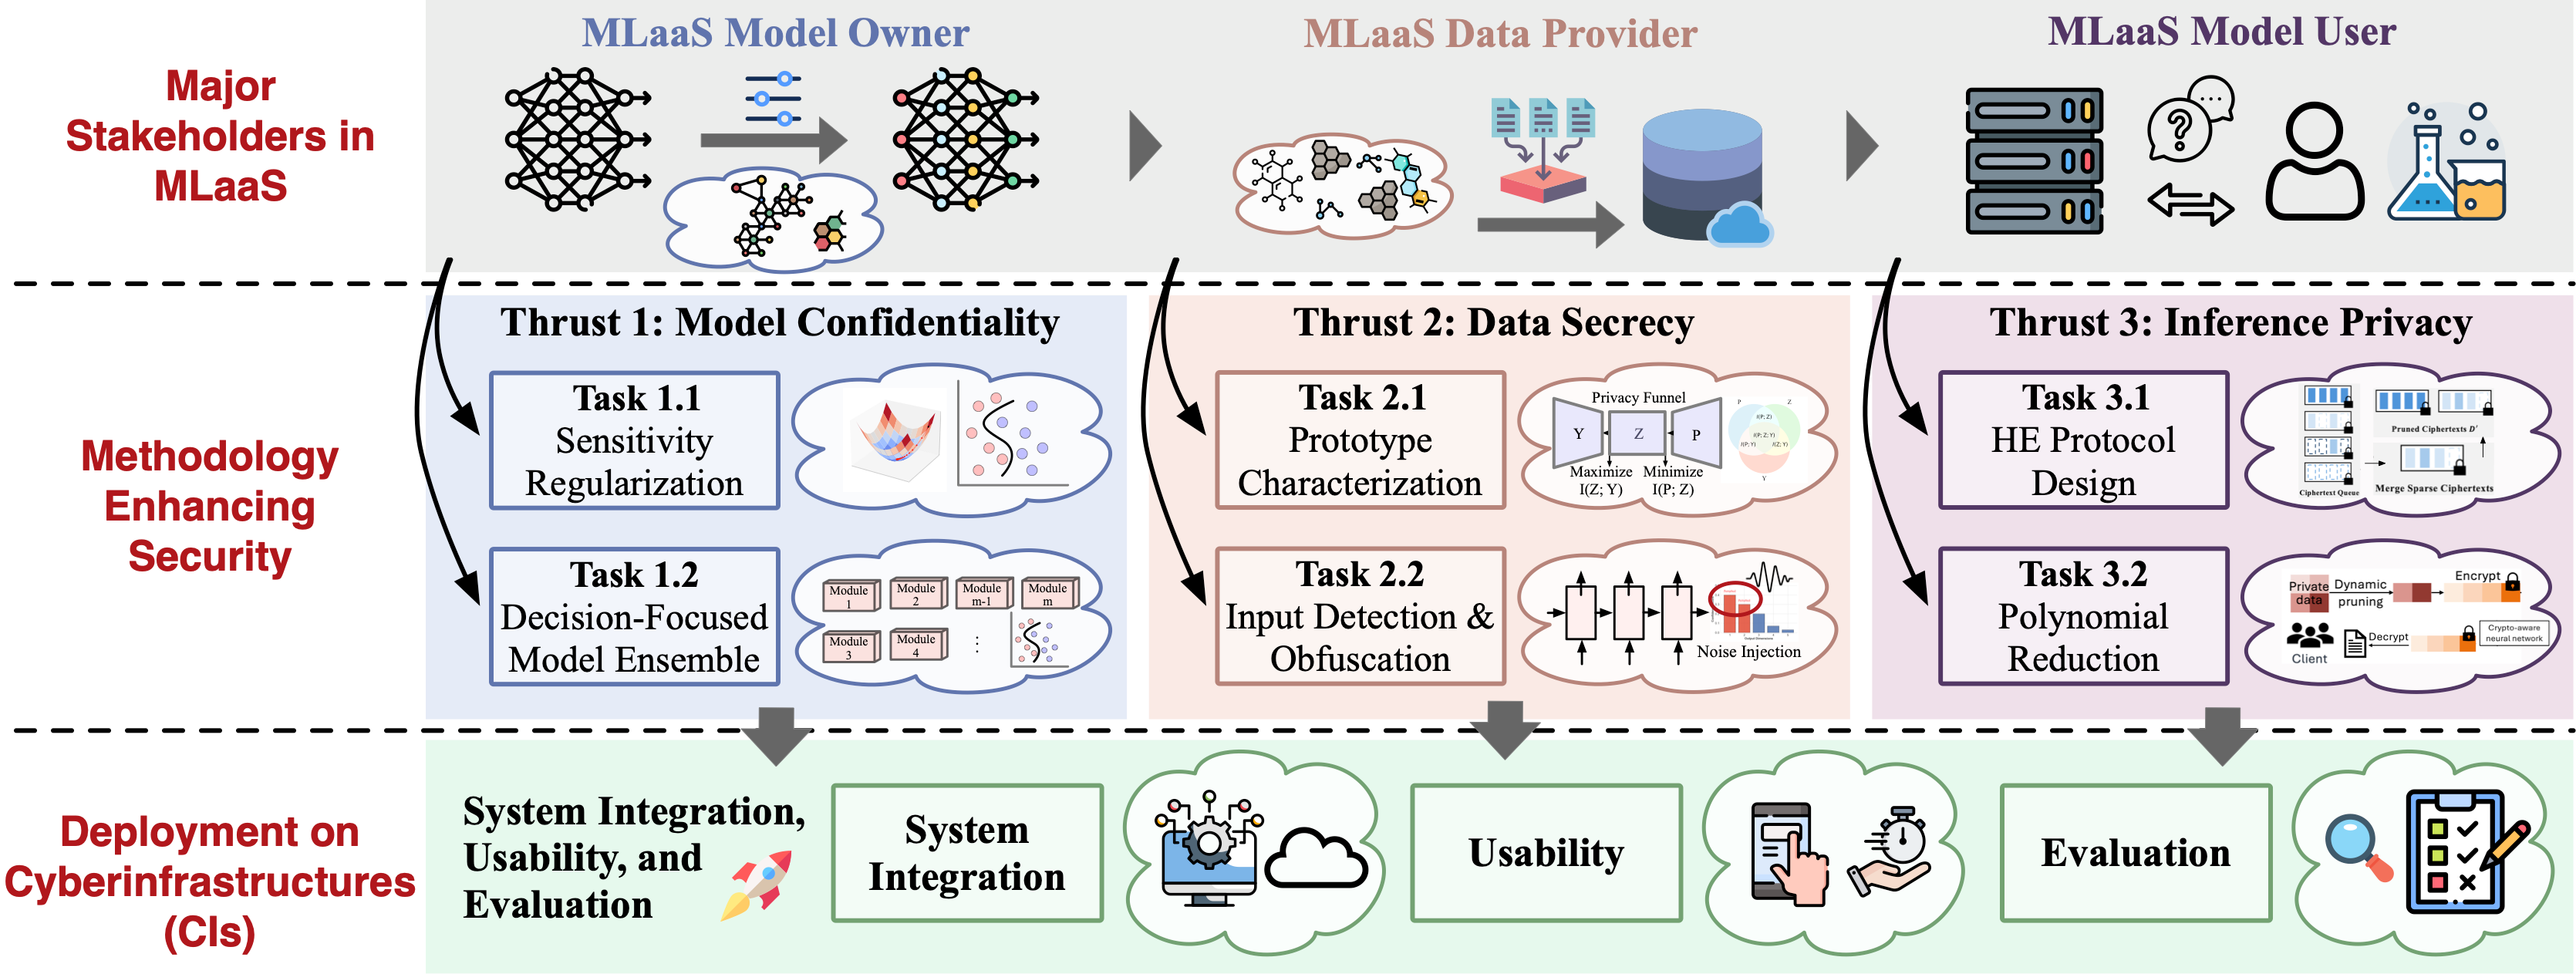 Major
Stakeholders in
MLaaS
MLaaS Model Owner
MLaaS Data Provider
MLaaS Model User
?
Methodology
Enhancing
Security
Thrust 1: Model Confidentiality
Task 1.1
Sensitivity
Regularization
Task 1.2
Decision-Focused
Model Ensemble
Module
1
Module
2
Module
m-1
Module
m
Module
3
Module
4
Thrust 2: Data Secrecy
Task 2.1
Prototype
Characterization
Privacy Funnel
Y
Z
P
Maximize
I(Z; Y)
Minimize
I(P; Z)
P
Z
I(P; Z)
I(P; Z; Y)
I(P; Y)
I(Z; Y)
Y
Task 2.2
Input Detection &
Obfuscation
Noise Injection
Thrust 3: Inference Privacy
Task 3.1
HE Protocol
Design
Pruned Ciphertexts D'
Ciphertext Queue
Merge Sparse Ciphertexts
Task 3.2
Polynomial
Reduction
Private
data
Dynamic
pruning
Encrypt
Client
Decrypt
Crypto-aware
neural network
Deployment on
Cyberinfrastructures
(CIs)
System Integration,
Usability, and
Evaluation
System
Integration
Usability
Evaluation